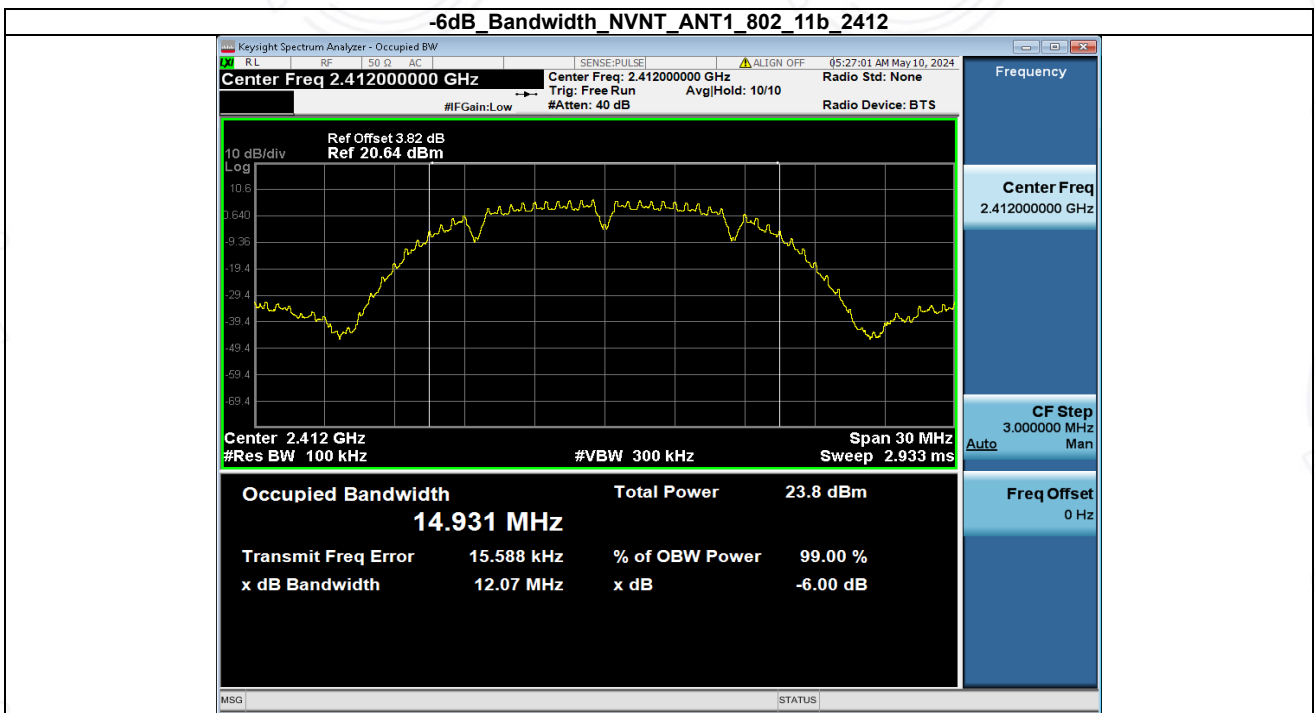 -6dB_Bandwidth_NVNT_ANT1_802_11b_2412
Keysight Spectrum Analyzer - Occupied BW
LXI RL RF 50 Ω AC SENSE:PULSE ALIGN OFF 05:27:01 AM May 10, 2024
Center Freq 2.412000000 GHz Center Freq: 2.412000000 GHz Radio Std: None
Trig: Free Run Avg|Hold: 10/10
#IFGain:Low #Atten: 40 dB Radio Device: BTS
Ref Offset 3.82 dB
10 dB/div Ref 20.64 dBm
Log
10.6
0.640
-9.36
-19.4
-29.4
-39.4
-49.4
-59.4
-69.4
Center 2.412 GHz Span 30 MHz
#Res BW 100 kHz #VBW 300 kHz Sweep 2.933 ms
Occupied Bandwidth Total Power 23.8 dBm
14.931 MHz
Transmit Freq Error 15.588 kHz % of OBW Power 99.00 %
x dB Bandwidth 12.07 MHz x dB -6.00 dB
MSG STATUS
Frequency
Center Freq
2.412000000 GHz
CF Step
3.000000 MHz
Auto Man
Freq Offset
0 Hz